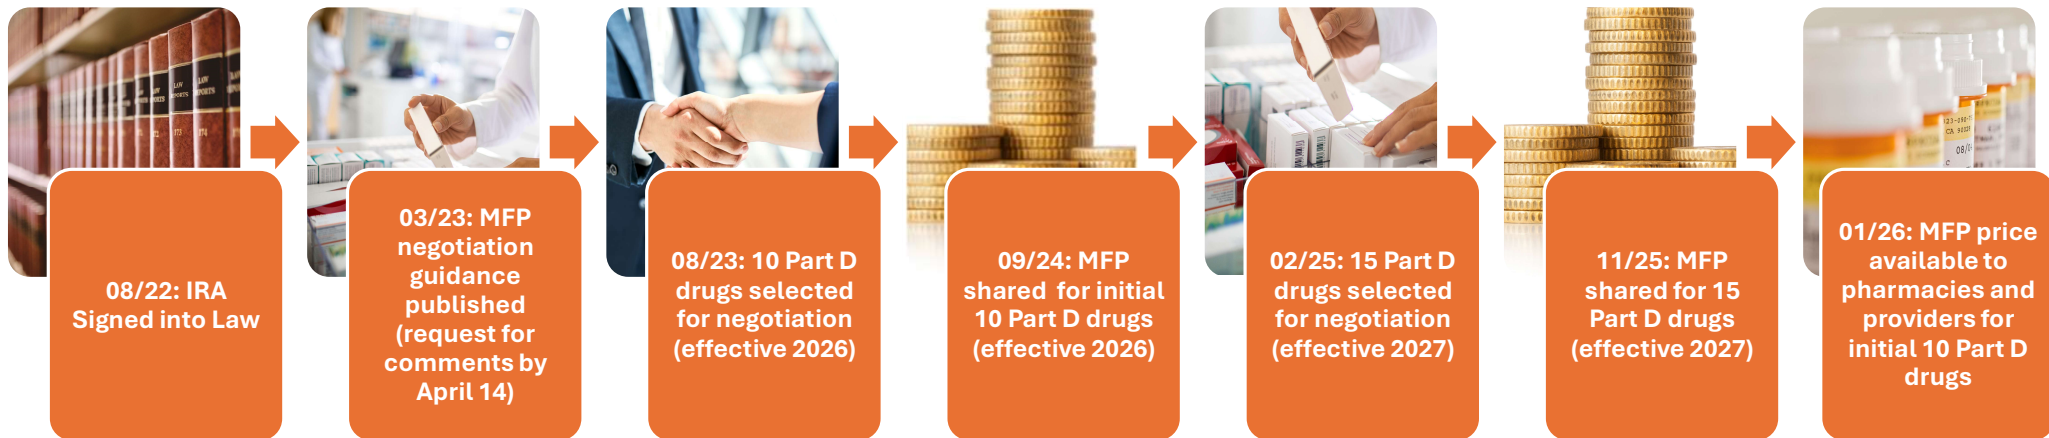 08/22: IRA
Signed into Law
03/23: MFP
negotiation
guidance
published
(request for
comments by
April 14)
08/23: 10 Part D
drugs selected
for negotiation
(effective 2026)
09/24: MFP
shared for initial
10 Part D drugs
(effective 2026)
02/25: 15 Part D
drugs selected
for negotiation
(effective 2027)
11/25: MFP
shared for 15
Part D drugs
(effective 2027)
01/26: MFP price
available to
pharmacies and
providers for
initial 10 Part D
drugs
LAW
173
174